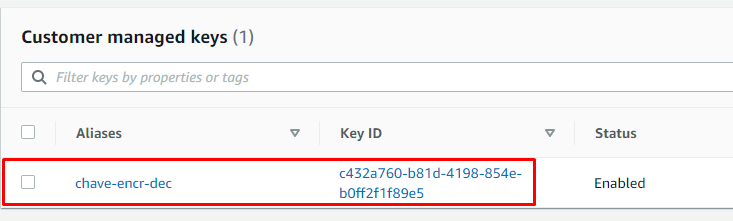 Customer managed keys (1)
Filter keys by properties or tags
Aliases Key ID Status
chave-encr-dec c432a760-b81d-4198-854e- Enabled
b0ff2f1f89e5